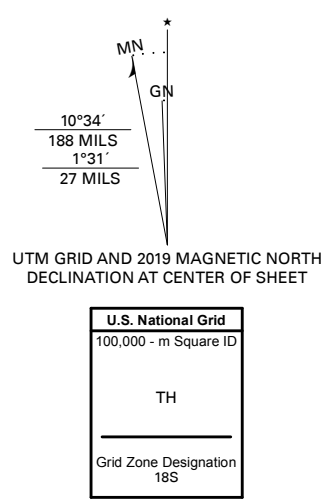 ★
MN
GN
10°34´
188 MILS
1°31´
27 MILS
UTM GRID AND 2019 MAGNETIC NORTH
DECLINATION AT CENTER OF SHEET
U.S. National Grid
100,000 - m Square ID
TH
Grid Zone Designation
18S